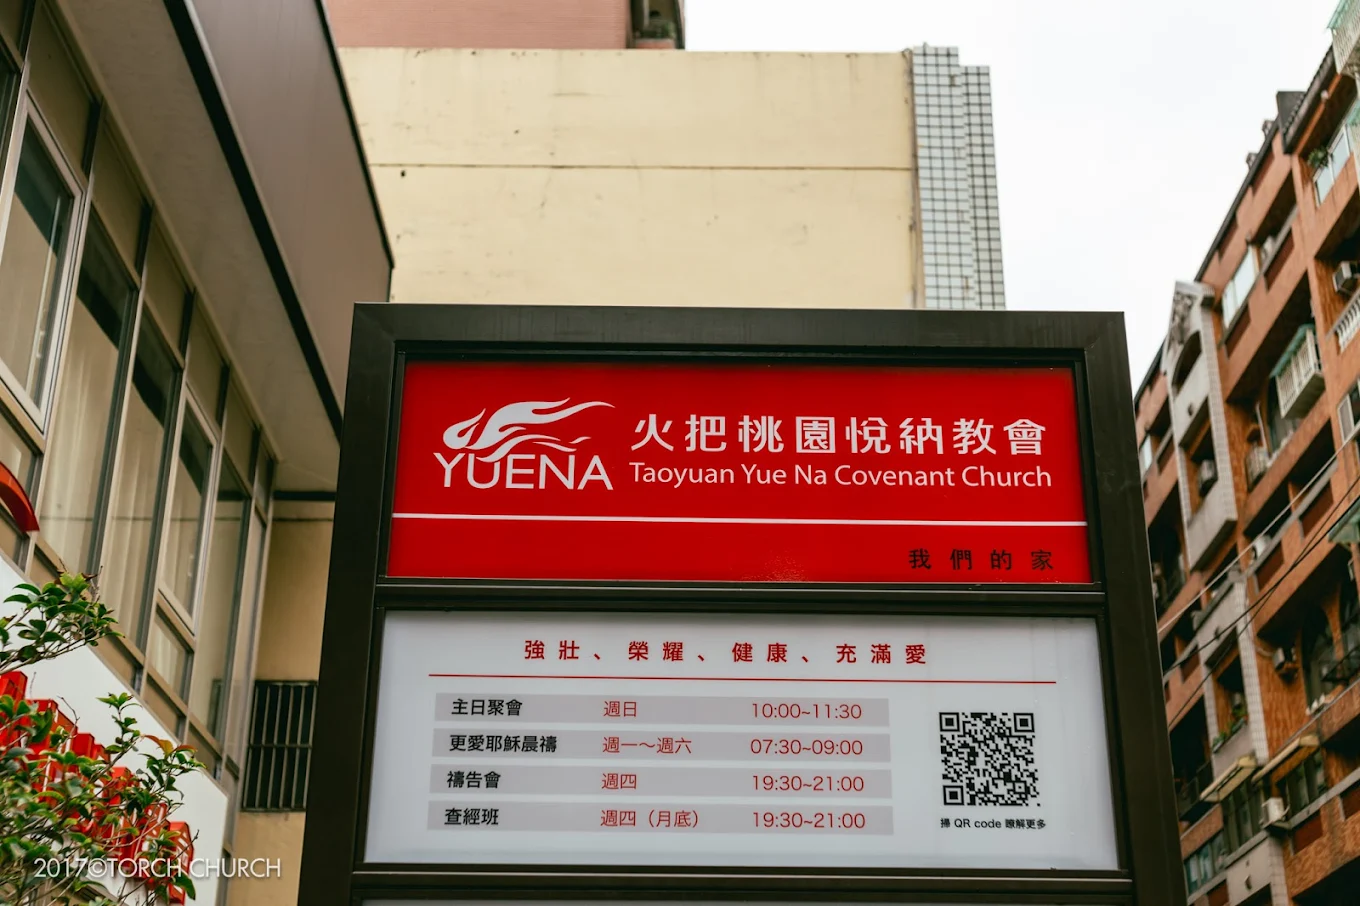 火把桃園悅納教會
YUENA
Taoyuan Yue Na Covenant Church
我們的家
強壯、榮耀、健康、充滿愛
主日聚會 週日 10:00~11:30
更愛耶穌晨禱 週一～週六 07:30~09:00
禱告會 週四 19:30~21:00
查經班 週四（月底） 19:30~21:00
掃 QR code 瞭解更多
2017©TORCH CHURCH